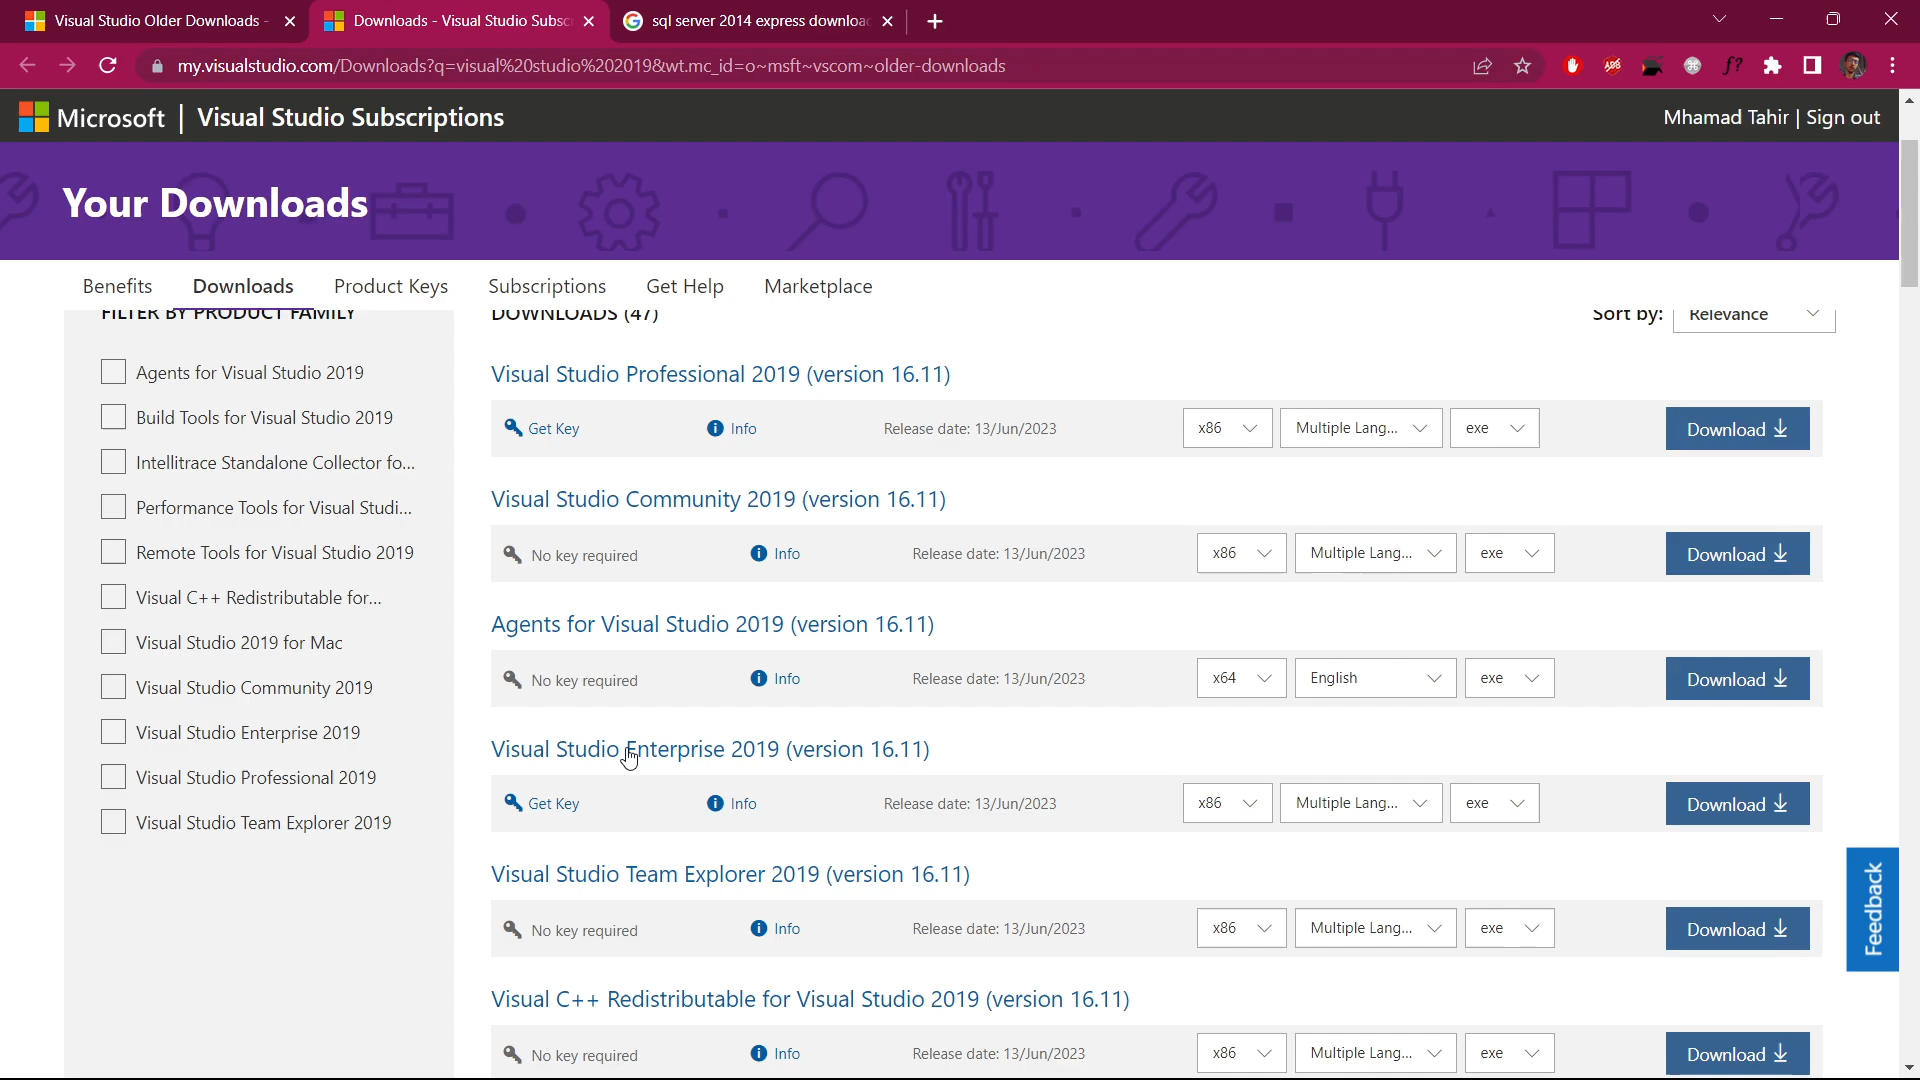 Visual Studio Older Downloads -
Downloads - Visual Studio Subsc
sql server 2014 express downloa
my.visualstudio.com/Downloads?q=visual%20studio%202019&wt.mc_id=o~msft~vscom~older-downloads
ABP
f?
Microsoft | Visual Studio Subscriptions
Mhamad Tahir | Sign out
Your Downloads
Benefits Downloads Product Keys Subscriptions Get Help Marketplace
FILTER BY PRODUCT FAMILY
DOWNLOADS (47)
Sort by: Relevance
Agents for Visual Studio 2019
Build Tools for Visual Studio 2019
Intellitrace Standalone Collector fo...
Performance Tools for Visual Studi...
Remote Tools for Visual Studio 2019
Visual C++ Redistributable for...
Visual Studio 2019 for Mac
Visual Studio Community 2019
Visual Studio Enterprise 2019
Visual Studio Professional 2019
Visual Studio Team Explorer 2019
Visual Studio Professional 2019 (version 16.11)
Get Key Info Release date: 13/Jun/2023 x86 Multiple Lang... exe Download
Visual Studio Community 2019 (version 16.11)
No key required Info Release date: 13/Jun/2023 x86 Multiple Lang... exe Download
Agents for Visual Studio 2019 (version 16.11)
No key required Info Release date: 13/Jun/2023 x64 English exe Download
Visual Studio Enterprise 2019 (version 16.11)
Get Key Info Release date: 13/Jun/2023 x86 Multiple Lang... exe Download
Visual Studio Team Explorer 2019 (version 16.11)
No key required Info Release date: 13/Jun/2023 x86 Multiple Lang... exe Download
Visual C++ Redistributable for Visual Studio 2019 (version 16.11)
No key required Info Release date: 13/Jun/2023 x86 Multiple Lang... exe Download
Feedback